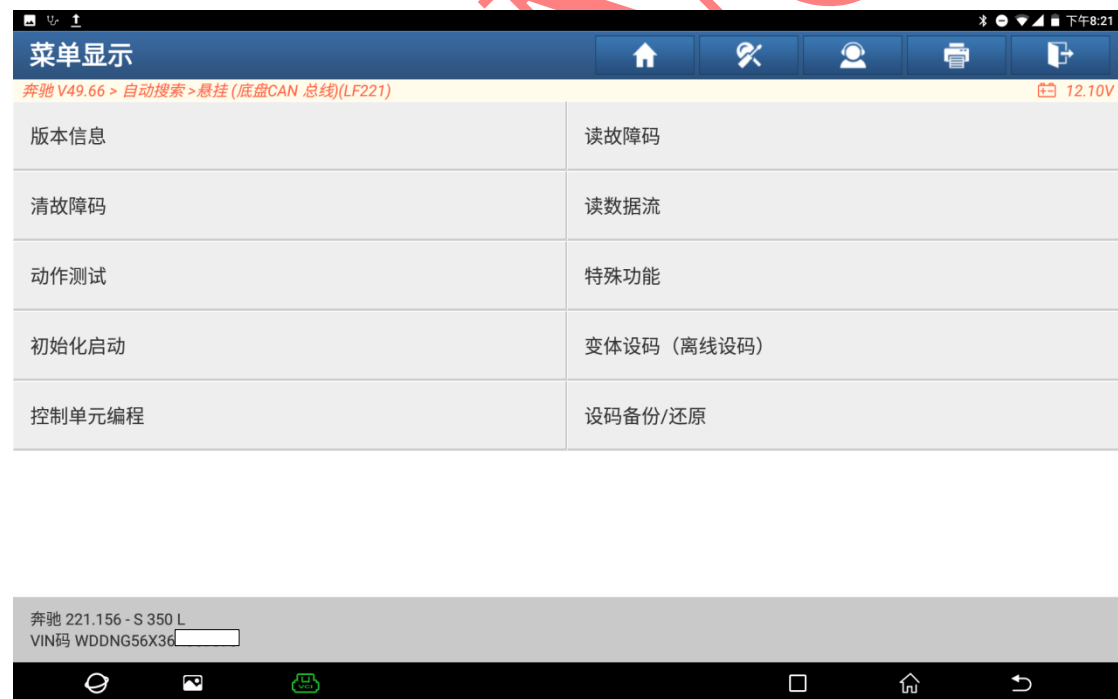 下午8:21
菜单显示
奔驰 V49.66 > 自动搜索 >悬挂 (底盘CAN 总线)(LF221)
12.10V
版本信息
读故障码
清故障码
读数据流
动作测试
特殊功能
初始化启动
变体设码（离线设码）
控制单元编程
设码备份/还原
奔驰 221.156 - S 350 L
VIN码 WDDNG56X36
VCI